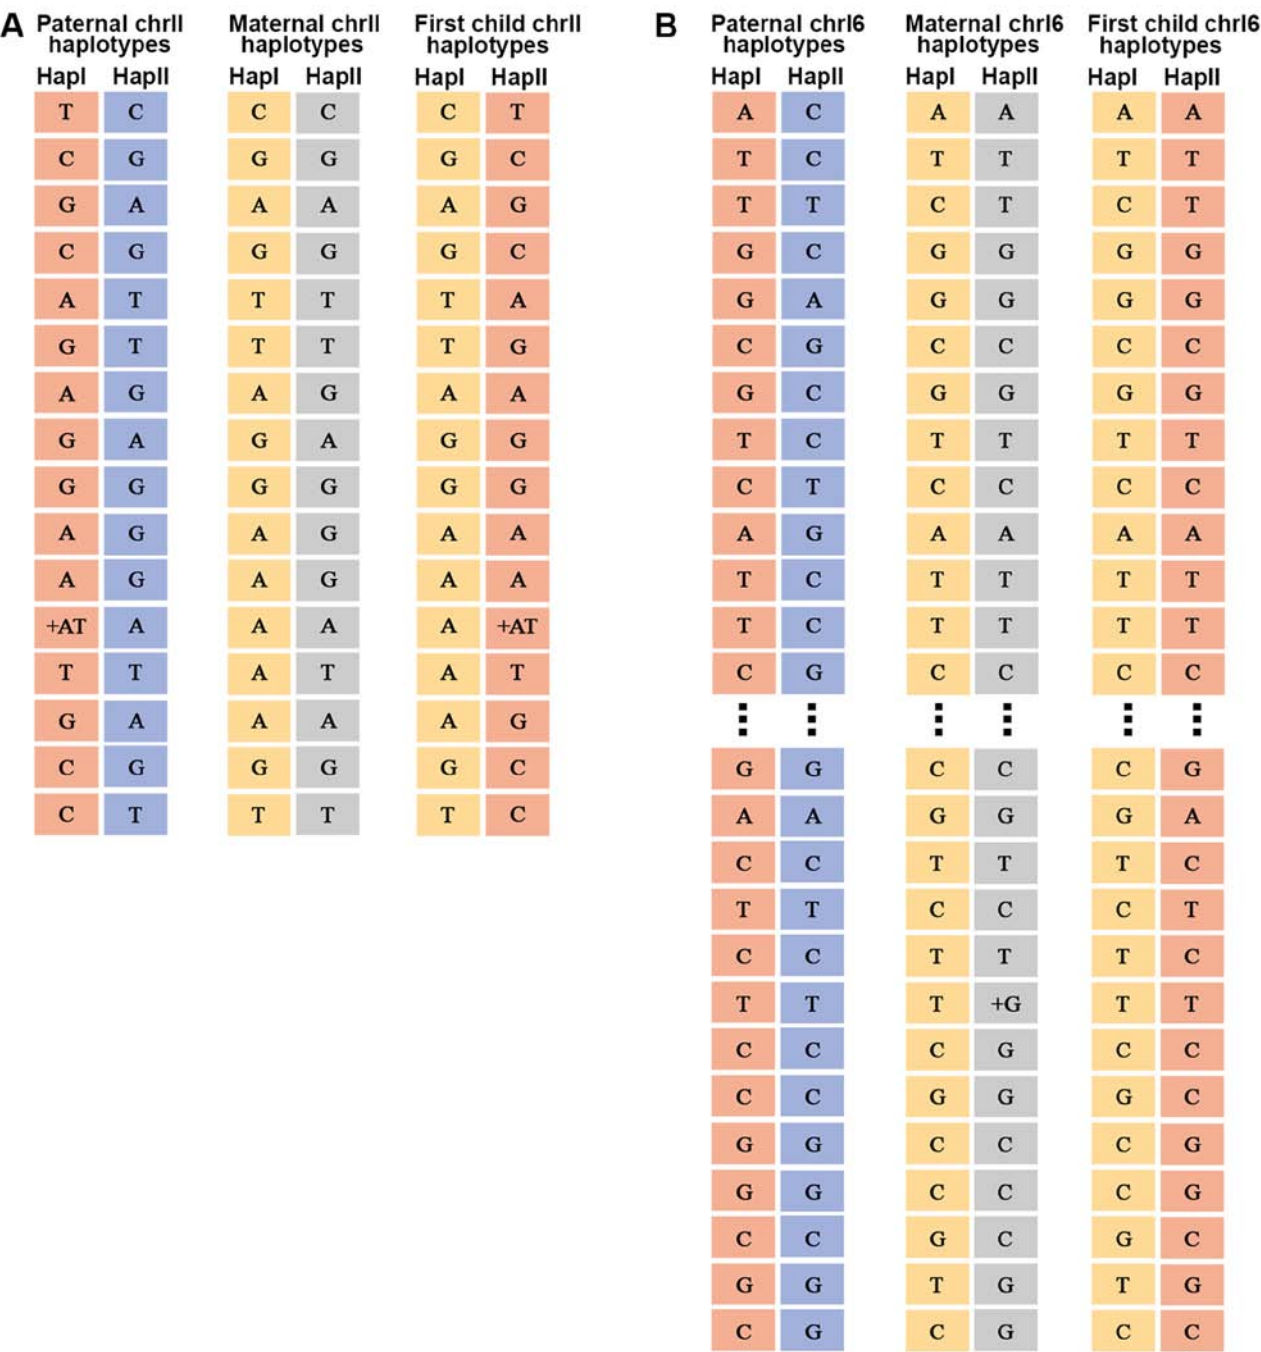 A
Paternal chrII haplotypes Maternal chrII haplotypes First child chrII haplotypes
HapI HapII HapI HapII HapI HapII
T C C C C T
C G G G G C
G A A A A G
C G G G G C
A T T T T A
G T T T T G
A G A G A A
G A G A G G
G G G G G G
A G A G A A
A G A G A A
+AT A A A A +AT
T T A T A T
G A A A A G
C G G G G C
C T T T T C
B
Paternal chrI6 haplotypes Maternal chrI6 haplotypes First child chrI6 haplotypes
HapI HapII HapI HapII HapI HapII
A C A A A A
T C T T T T
T T C T C T
G C G G G G
G A G G G G
C G C C C C
G C G G G G
T C T T T T
C T C C C C
A G A A A A
T C T T T T
T C T T T T
C G C C C C
G G C C C G
A A G G G A
C C T T T C
T T C C C T
C C T T T C
T T T +G T T
C C C G C C
C C G G G C
G G C C C G
G G C C C G
C C G C G C
G G T G T G
C G C G C C